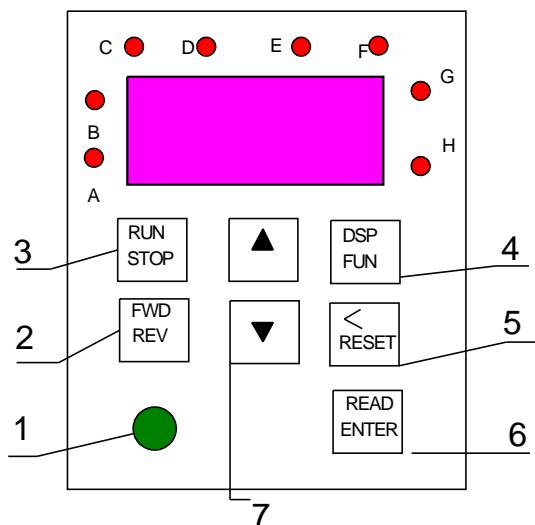 C D E F
G
B
H
A
RUN
STOP
DSP
FUN
3
4
FWD
REV
<
RESET
2
5
READ
ENTER
1
6
7